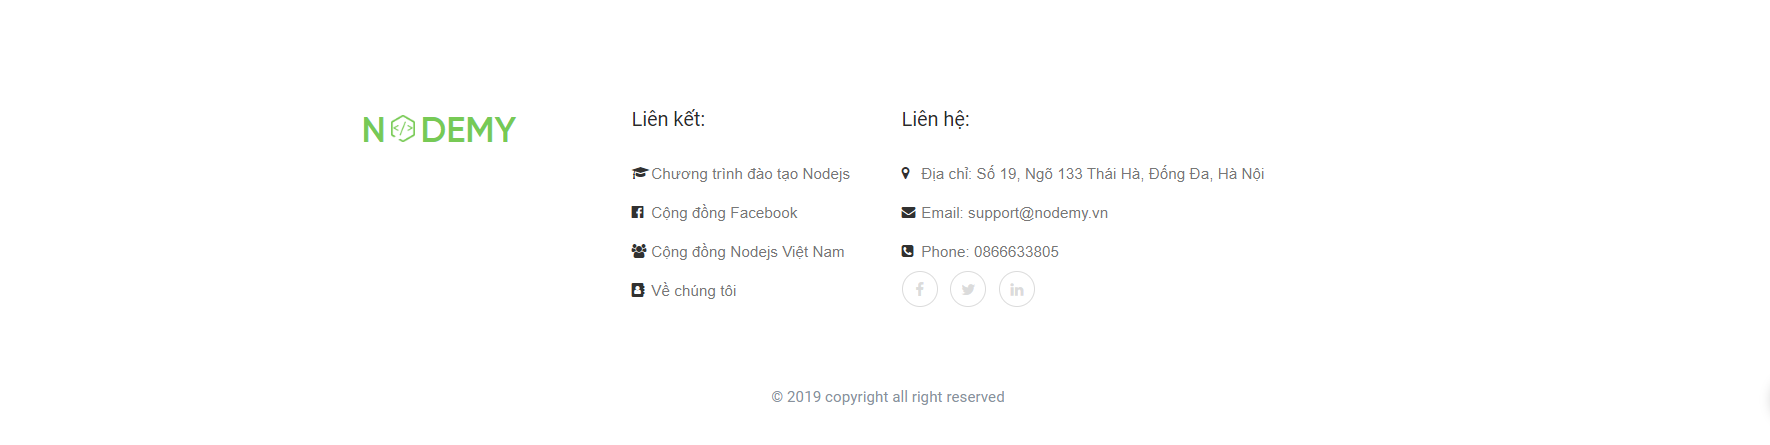 NODEMY
Liên kết:
Chương trình đào tạo Nodejs
Cộng đồng Facebook
Cộng đồng Nodejs Việt Nam
Về chúng tôi
Liên hệ:
Địa chỉ: Số 19, Ngõ 133 Thái Hà, Đống Đa, Hà Nội
Email: support@nodemy.vn
Phone: 0866633805
© 2019 copyright all right reserved